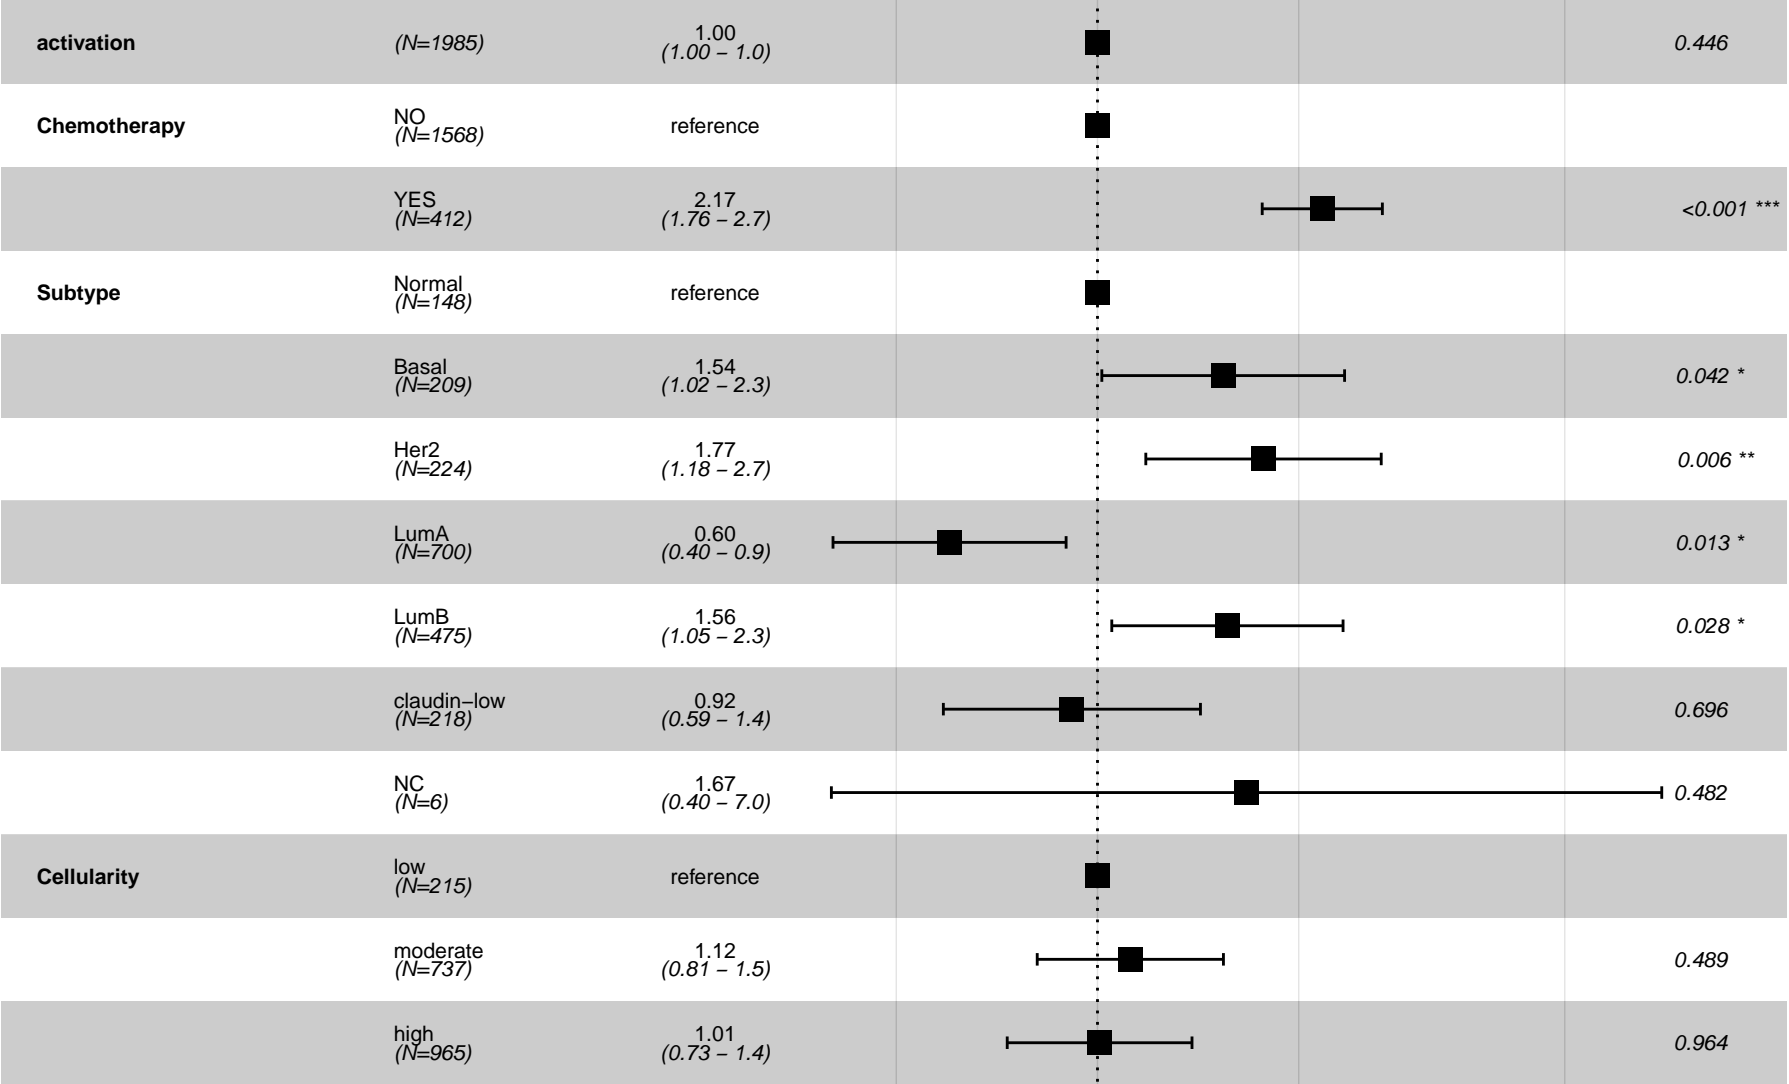 activation (N=1985) 1.00 0.446
(1.00 – 1.0)
Chemotherapy NO reference
(N=1568)
YES 2.17 <0.001 ***
(N=412) (1.76 – 2.7)
Subtype Normal reference
(N=148)
Basal 1.54 0.042 *
(N=209) (1.02 – 2.3)
Her2 1.77 0.006 **
(N=224) (1.18 – 2.7)
LumA 0.60 0.013 *
(N=700) (0.40 – 0.9)
LumB 1.56 0.028 *
(N=475) (1.05 – 2.3)
claudin–low 0.92 0.696
(N=218) (0.59 – 1.4)
NC 1.67 0.482
(N=6) (0.40 – 7.0)
Cellularity low reference
(N=215)
moderate 1.12 0.489
(N=737) (0.81 – 1.5)
high 1.01 0.964
(N=965) (0.73 – 1.4)